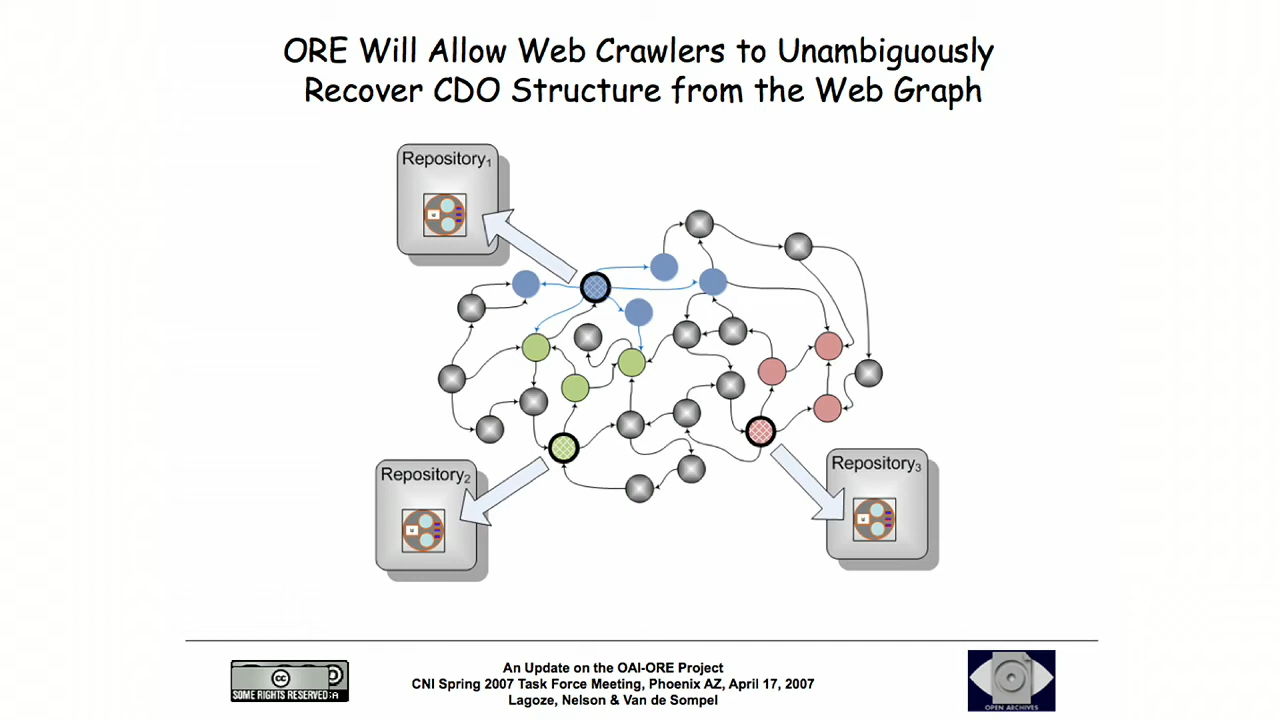 ORE Will Allow Web Crawlers to Unambiguously
Recover CDO Structure from the Web Graph
Repository1
Repository2
Repository3
An Update on the OAI-ORE Project
CNI Spring 2007 Task Force Meeting, Phoenix AZ, April 17, 2007
Lagoze, Nelson & Van de Sompel
cc
SOME RIGHTS RESERVED
OPEN ARCHIVES